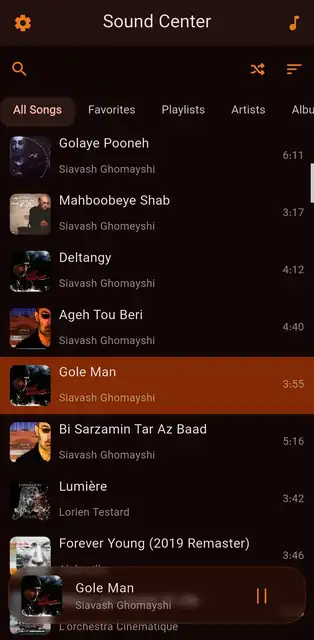 Sound Center
All Songs Favorites Playlists Artists Albu
Golaye Pooneh
Siavash Ghomayshi
6:11
Mahboobeye Shab
Siavash Ghomeyshi
3:17
Deltangy
Siavash Ghomayshi
4:12
Ageh Tou Beri
Siavash Ghomayshi
4:40
Gole Man
Siavash Ghomayshi
3:55
Bi Sarzamin Tar Az Baad
Siavash Ghomayshi
5:16
Lumière
Lorien Testard
3:42
Forever Young (2019 Remaster)
3:46
Gole Man
Siavash Ghomayshi
L'orchestra Cinematique